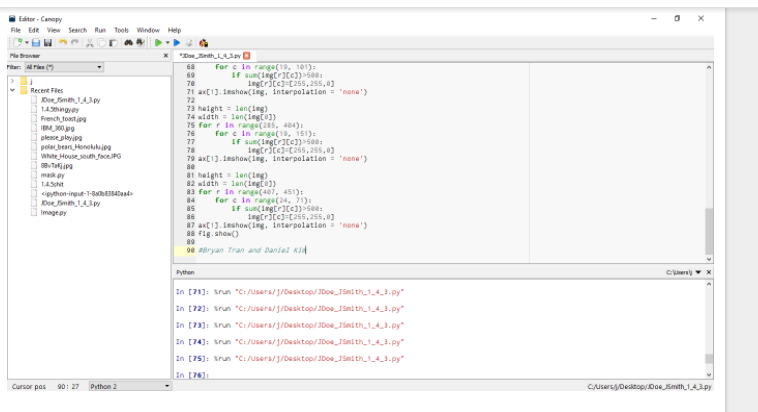 Editor - Canopy
File Edit View Search Run Tools Window Help
File Browser
Filter: All Files (*)
j
Recent Files
JDoe_JSmith_1_4_3.py
1.4.5thingy.py
French_toast.jpg
IBM_360.jpg
please_play.jpg
polar_bears_Honolulu.jpg
White_House_south_face.JPG
8BvTaKj.jpg
mask.py
1.4.5shit
<ipython-input-1-8a0b83840aa4>
JDoe_JSmith_1_4_3.py
Image.py
*JDoe_JSmith_1_4_3.py
68 for c in range(19, 101):
69 if sum(img[r][c])>500:
70 img[r][c]=[255,255,0]
71 ax[1].imshow(img, interpolation = 'none')
72
73 height = len(img)
74 width = len(img[0])
75 for r in range(285, 404):
76 for c in range(19, 151):
77 if sum(img[r][c])>500:
78 img[r][c]=[255,255,0]
79 ax[1].imshow(img, interpolation = 'none')
80
81 height = len(img)
82 width = len(img[0])
83 for r in range(407, 451):
84 for c in range(24, 71):
85 if sum(img[r][c])>500:
86 img[r][c]=[255,255,0]
87 ax[1].imshow(img, interpolation = 'none')
88 fig.show()
89
90 #Bryan Tran and Daniel Kim
Python
C:\Users\j
In [71]: %run "C:/Users/j/Desktop/JDoe_JSmith_1_4_3.py"
In [72]: %run "C:/Users/j/Desktop/JDoe_JSmith_1_4_3.py"
In [73]: %run "C:/Users/j/Desktop/JDoe_JSmith_1_4_3.py"
In [74]: %run "C:/Users/j/Desktop/JDoe_JSmith_1_4_3.py"
In [75]: %run "C:/Users/j/Desktop/JDoe_JSmith_1_4_3.py"
In [76]:
Cursor pos 90 : 27 Python 2
C:/Users/j/Desktop/JDoe_JSmith_1_4_3.py